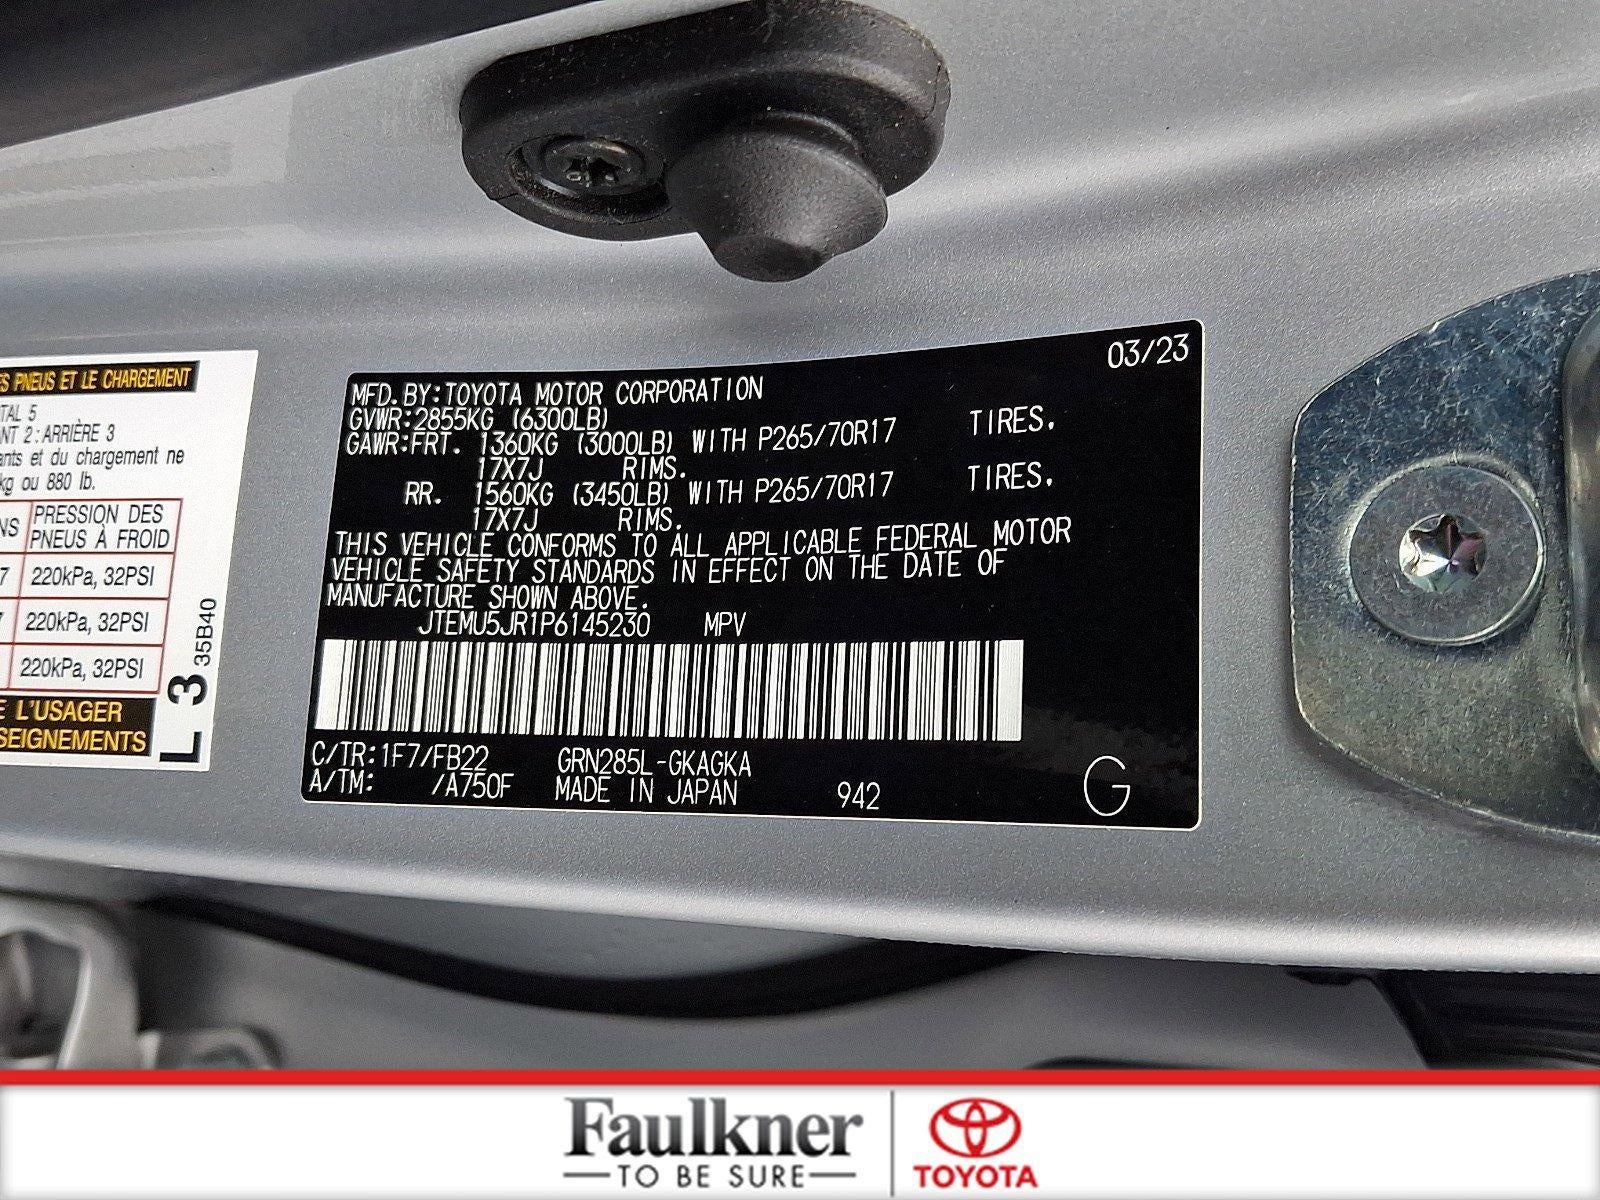 S PNEUS ET LE CHARGEMENT
TAL 5
ANT 2 : ARRIÈRE 3
ants et du chargement ne
kg ou 880 lb.
NS PRESSION DES
PNEUS À FROID
7 220kPa, 32PSI
7 220kPa, 32PSI
220kPa, 32PSI
E L'USAGER
SEIGNEMENTS
L 3 35B40
03/23
MFD. BY: TOYOTA MOTOR CORPORATION
GVWR: 2855KG (6300LB)
GAWR: FRT. 1360KG (3000LB) WITH P265/70R17 TIRES.
17X7J RIMS.
RR. 1560KG (3450LB) WITH P265/70R17 TIRES.
17X7J RIMS.
THIS VEHICLE CONFORMS TO ALL APPLICABLE FEDERAL MOTOR
VEHICLE SAFETY STANDARDS IN EFFECT ON THE DATE OF
MANUFACTURE SHOWN ABOVE.
JTEMU5JR1P6145230 MPV
C/TR: 1F7/FB22 GRN285L-GKAGKA
A/TM: /A750F MADE IN JAPAN 942 G
Faulkner
TO BE SURE
TOYOTA